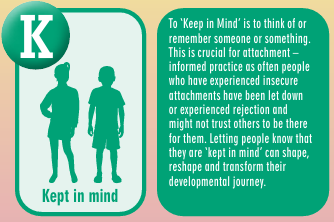 K
Kept in mind
To 'Keep in Mind' is to think of or
remember someone or something.
This is crucial for attachment –
informed practice as often people
who have experienced insecure
attachments have been let down
or experienced rejection and
might not trust others to be there
for them. Letting people know that
they are 'kept in mind' can shape,
reshape and transform their
developmental journey.